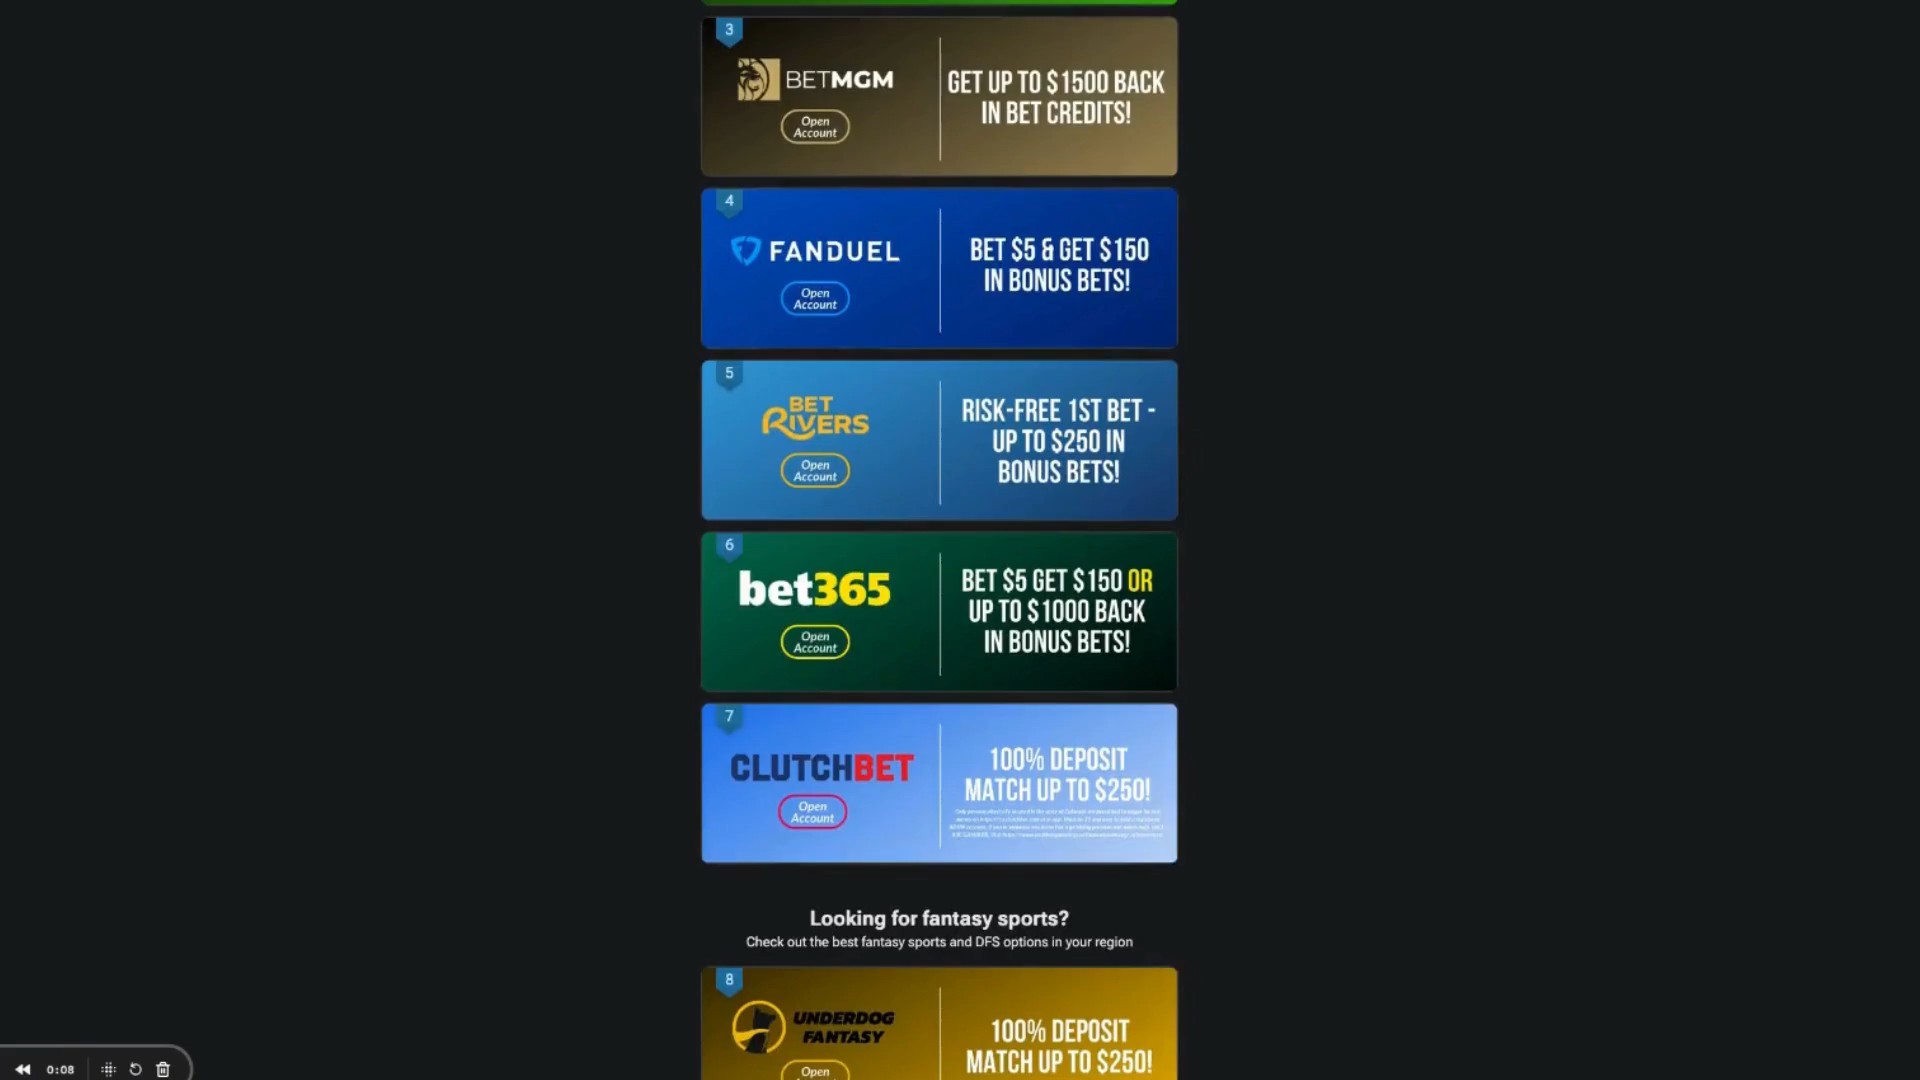 3
BETMGM
Open
Account
GET UP TO $1500 BACK
IN BET CREDITS!
4
FANDUEL
Open
Account
BET $5 & GET $150
IN BONUS BETS!
5
BET
RIVERS
Open
Account
RISK-FREE 1ST BET -
UP TO $250 IN
BONUS BETS!
6
bet365
Open
Account
BET $5 GET $150 OR
UP TO $1000 BACK
IN BONUS BETS!
7
CLUTCHBET
Open
Account
100% DEPOSIT
MATCH UP TO $250!
Looking for fantasy sports?
Check out the best fantasy sports and DFS options in your region
8
UNDERDOG
FANTASY
Open
100% DEPOSIT
MATCH UP TO $250!
0:08